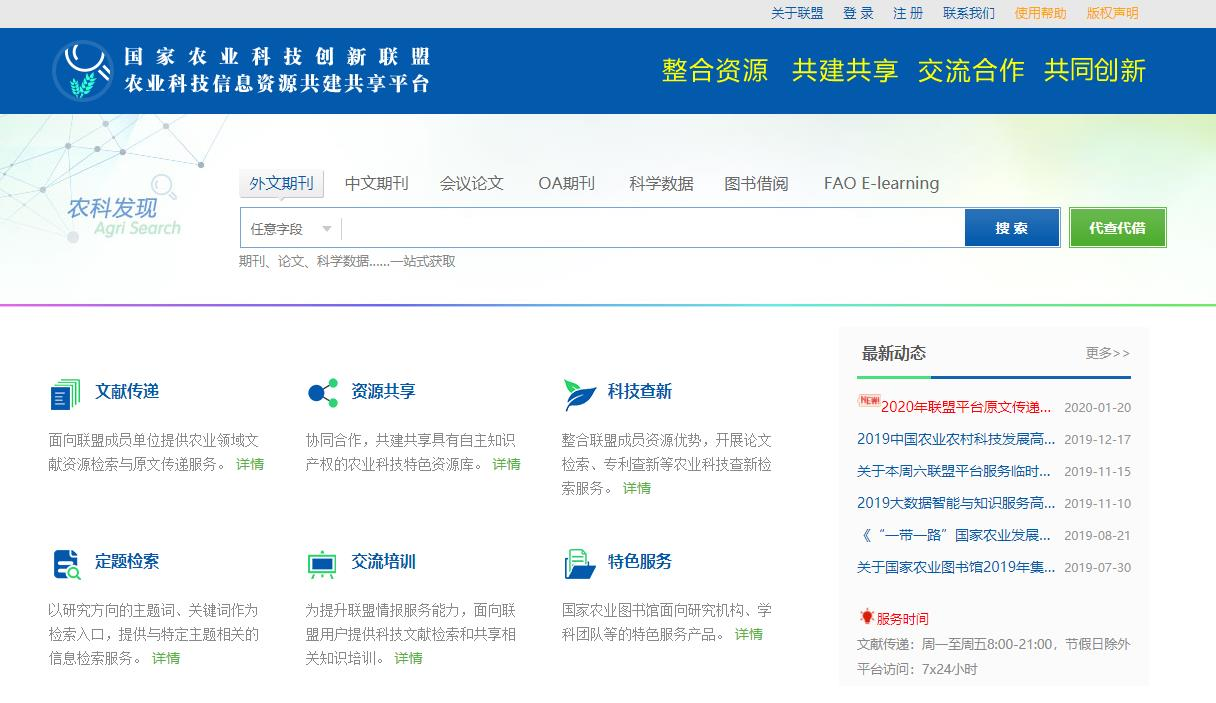 关于联盟 登 录 注 册 联系我们 使用帮助 版权声明
国家农业科技创新联盟
农业科技信息资源共建共享平台
整合资源 共建共享 交流合作 共同创新
农科发现
Agri Search
外文期刊 中文期刊 会议论文 OA期刊 科学数据 图书借阅 FAO E-learning
任意字段 搜 索 代查代借
期刊、论文、科学数据......一站式获取
文献传递
面向联盟成员单位提供农业领域文
献资源检索与原文传递服务。 详情
资源共享
协同合作，共建共享具有自主知识
产权的农业科技特色资源库。 详情
科技查新
整合联盟成员资源优势，开展论文
检索、专利查新等农业科技查新检
索服务。 详情
定题检索
以研究方向的主题词、关键词作为
检索入口，提供与特定主题相关的
信息检索服务。 详情
交流培训
为提升联盟情报服务能力，面向联
盟用户提供科技文献检索和共享相
关知识培训。 详情
特色服务
国家农业图书馆面向研究机构、学
科团队等的特色服务产品。 详情
最新动态 更多>>
NEW! 2020年联盟平台原文传递... 2020-01-20
2019中国农业农村科技发展高... 2019-12-17
关于本周六联盟平台服务临时... 2019-11-15
2019大数据智能与知识服务高... 2019-11-10
《“一带一路”国家农业发展... 2019-08-21
关于国家农业图书馆2019年集... 2019-07-30
服务时间
文献传递：周一至周五8:00-21:00，节假日除外
平台访问：7x24小时